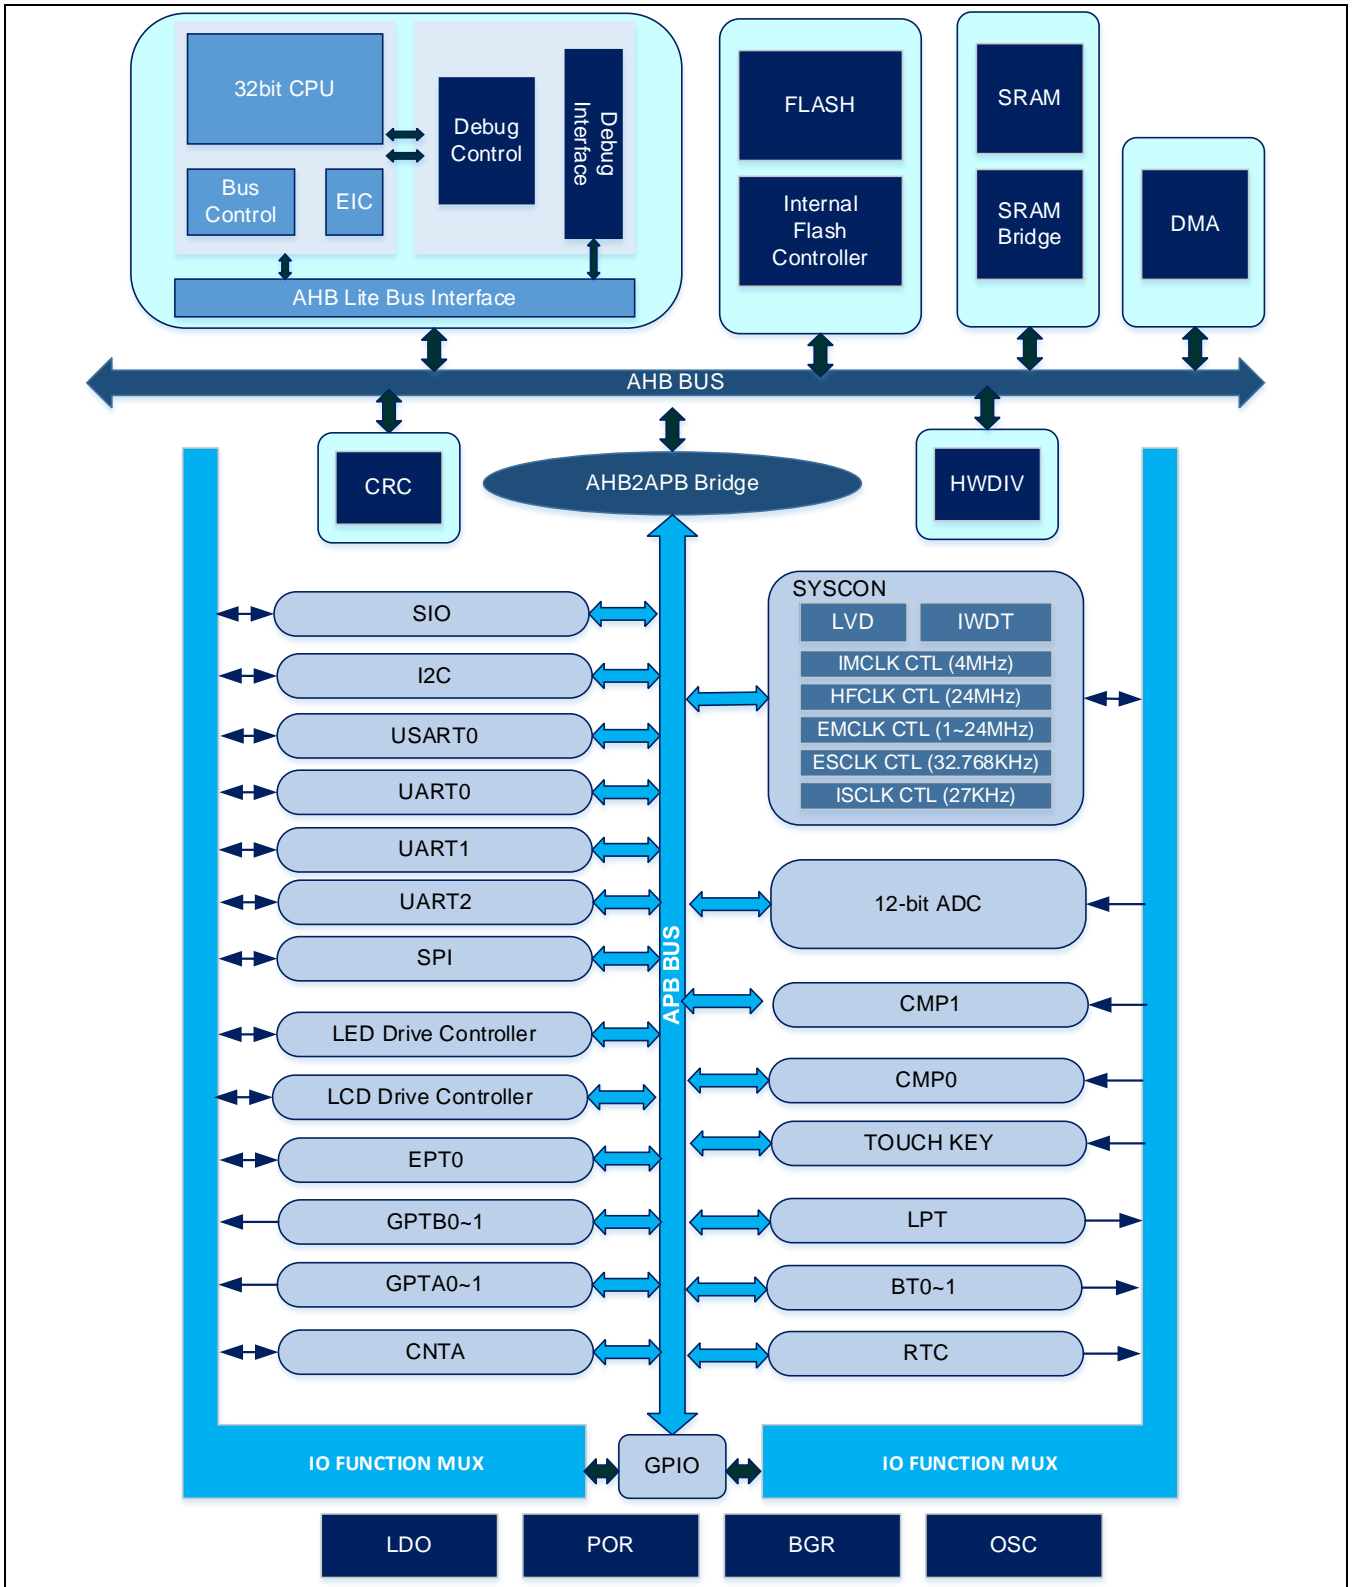 32bit CPU
Debug
Control
Debug
Interface
Bus
Control
EIC
AHB Lite Bus Interface
FLASH
Internal
Flash
Controller
SRAM
SRAM
Bridge
DMA
AHB BUS
CRC
AHB2APB Bridge
HWDIV
SIO
I2C
USART0
UART0
UART1
UART2
SPI
LED Drive Controller
LCD Drive Controller
EPT0
GPTB0~1
GPTA0~1
CNTA
APB BUS
SYSCON
LVD
IWDT
IMCLK CTL (4MHz)
HFCLK CTL (24MHz)
EMCLK CTL (1~24MHz)
ESCLK CTL (32.768KHz)
ISCLK CTL (27KHz)
12-bit ADC
CMP1
CMP0
TOUCH KEY
LPT
BT0~1
RTC
IO FUNCTION MUX
GPIO
IO FUNCTION MUX
LDO
POR
BGR
OSC